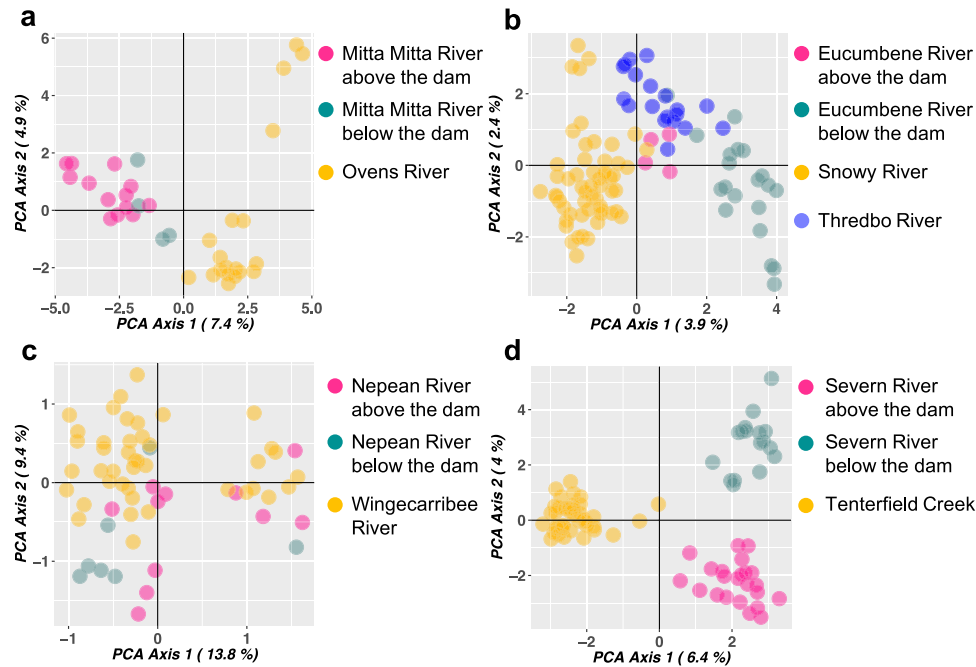 a
PCA Axis 2 ( 4.9 %)
6
4
2
0
−2
−5.0
−2.5
0.0
2.5
5.0
PCA Axis 1 ( 7.4 %)
Mitta Mitta River
above the dam
Mitta Mitta River
below the dam
Ovens River
b
PCA Axis 2 ( 2.4 %)
2
0
−2
−2
0
2
4
PCA Axis 1 ( 3.9 %)
Eucumbene River
above the dam
Eucumbene River
below the dam
Snowy River
Thredbo River
c
PCA Axis 2 ( 9.4 %)
1
0
−1
−1
0
1
PCA Axis 1 ( 13.8 %)
Nepean River
above the dam
Nepean River
below the dam
Wingecarribee
River
d
PCA Axis 2 ( 4 %)
4
2
0
−2
0
2
PCA Axis 1 ( 6.4 %)
Severn River
above the dam
Severn River
below the dam
Tenterfield Creek